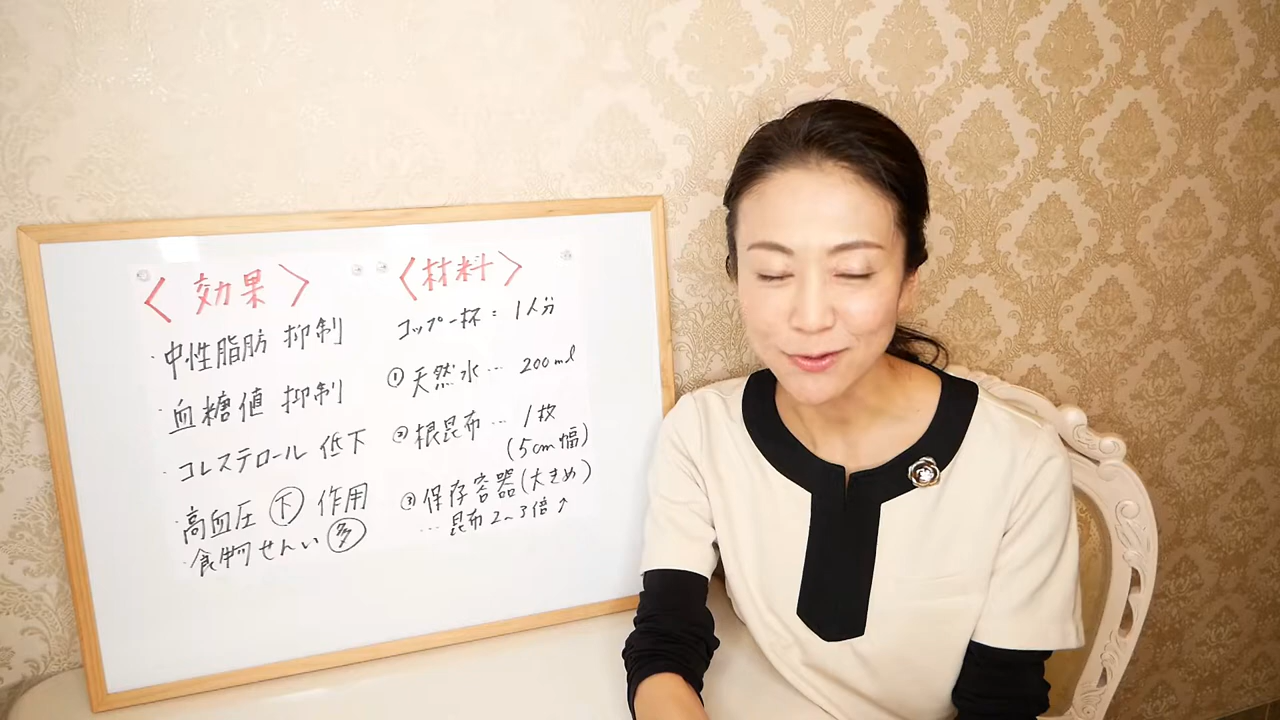 〈効果〉
・中性脂肪 抑制
・血糖値 抑制
・コレステロール 低下
・高血圧 下 作用
・食物せんい 多
〈材料〉
コップ一杯 = 1人分
① 天然水… 200ml
② 根昆布… 1枚
(5cm幅)
③ 保存容器(大きめ)
… 昆布2~3倍↑